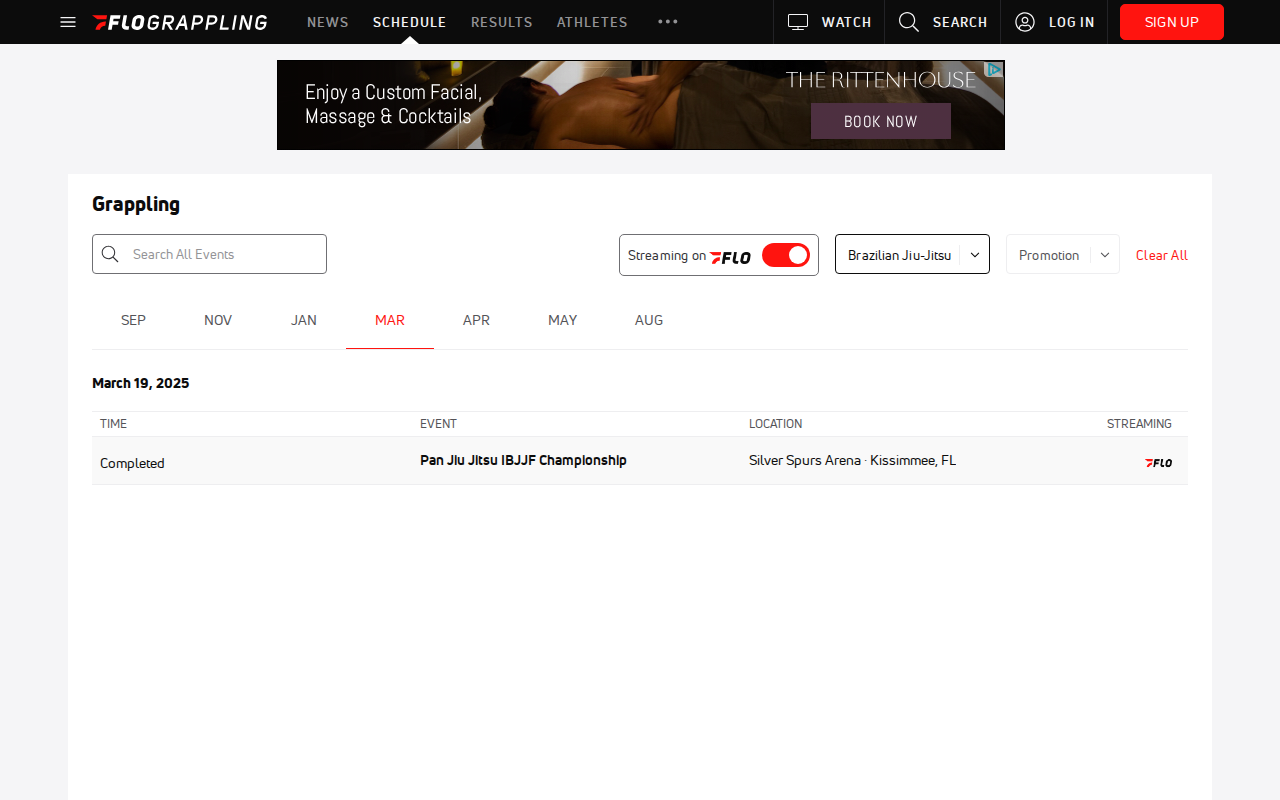 FLOGRAPPLING NEWS SCHEDULE RESULTS ATHLETES WATCH SEARCH LOG IN SIGN UP
Enjoy a Custom Facial,
Massage & Cocktails
THE RITTENHOUSE
BOOK NOW
Grappling
Search All Events
Streaming on FLO
Brazilian Jiu-Jitsu
Promotion
Clear All
SEP NOV JAN MAR APR MAY AUG
March 19, 2025
TIME EVENT LOCATION STREAMING
Completed Pan Jiu Jitsu IBJJF Championship Silver Spurs Arena · Kissimmee, FL FLO